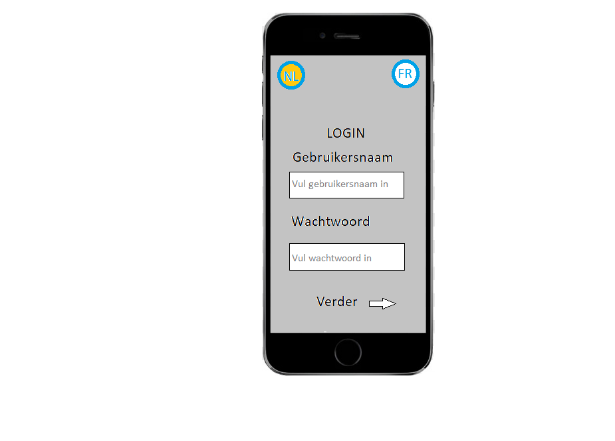 NL
FR
LOGIN
Gebruikersnaam
Vul gebruikersnaam in
Wachtwoord
Vul wachtwoord in
Verder